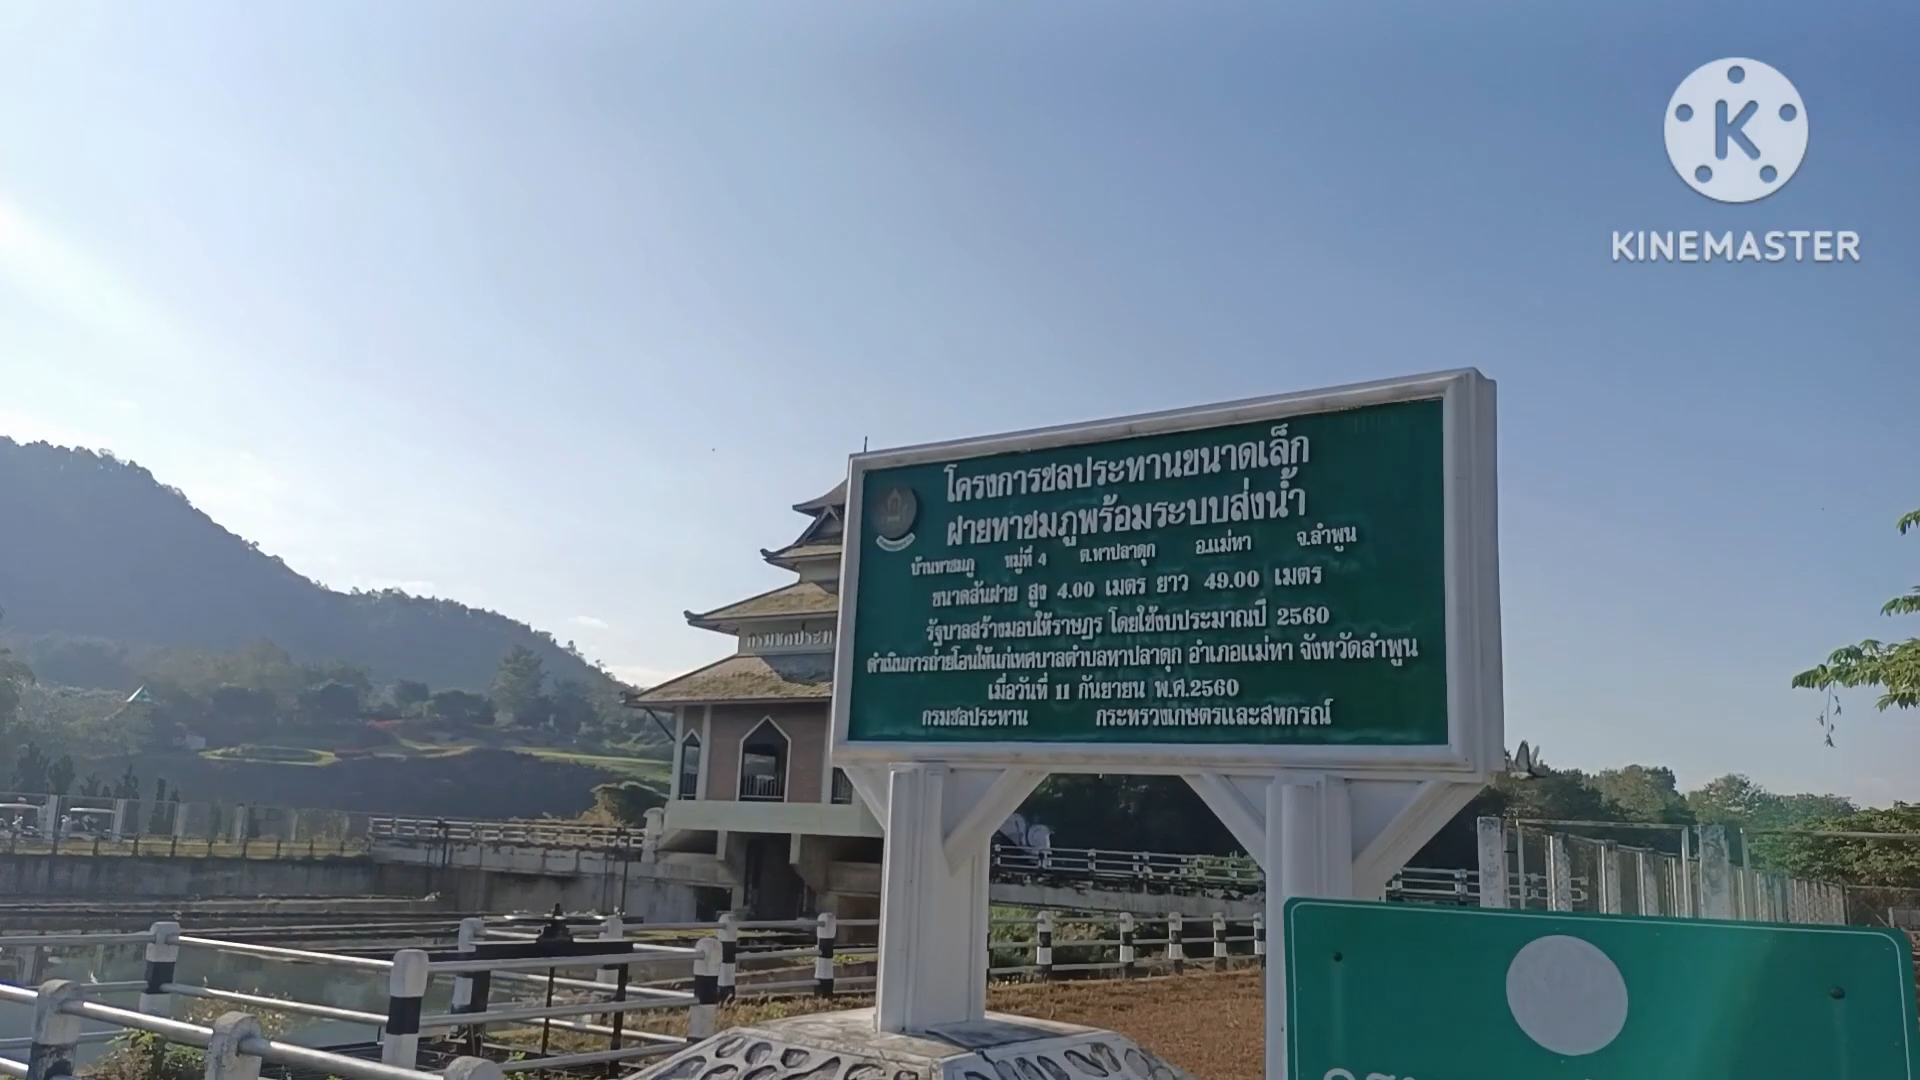 KINEMASTER
โครงการชลประทานขนาดเล็ก
ฝายทาชมภูพร้อมระบบส่งน้ำ
บ้านทาชมภู หมู่ที่ 4 ต.ทาปลาดุก อ.แม่ทา จ.ลำพูน
ขนาดสันฝาย สูง 4.00 เมตร ยาว 49.00 เมตร
รัฐบาลสร้างมอบให้ราษฎร โดยใช้งบประมาณปี 2560
ดำเนินการถ่ายโอนให้แก่เทศบาลตำบลทาปลาดุก อำเภอแม่ทา จังหวัดลำพูน
เมื่อวันที่ 11 กันยายน พ.ศ.2560
กรมชลประทาน กระทรวงเกษตรและสหกรณ์
กรมชลประท